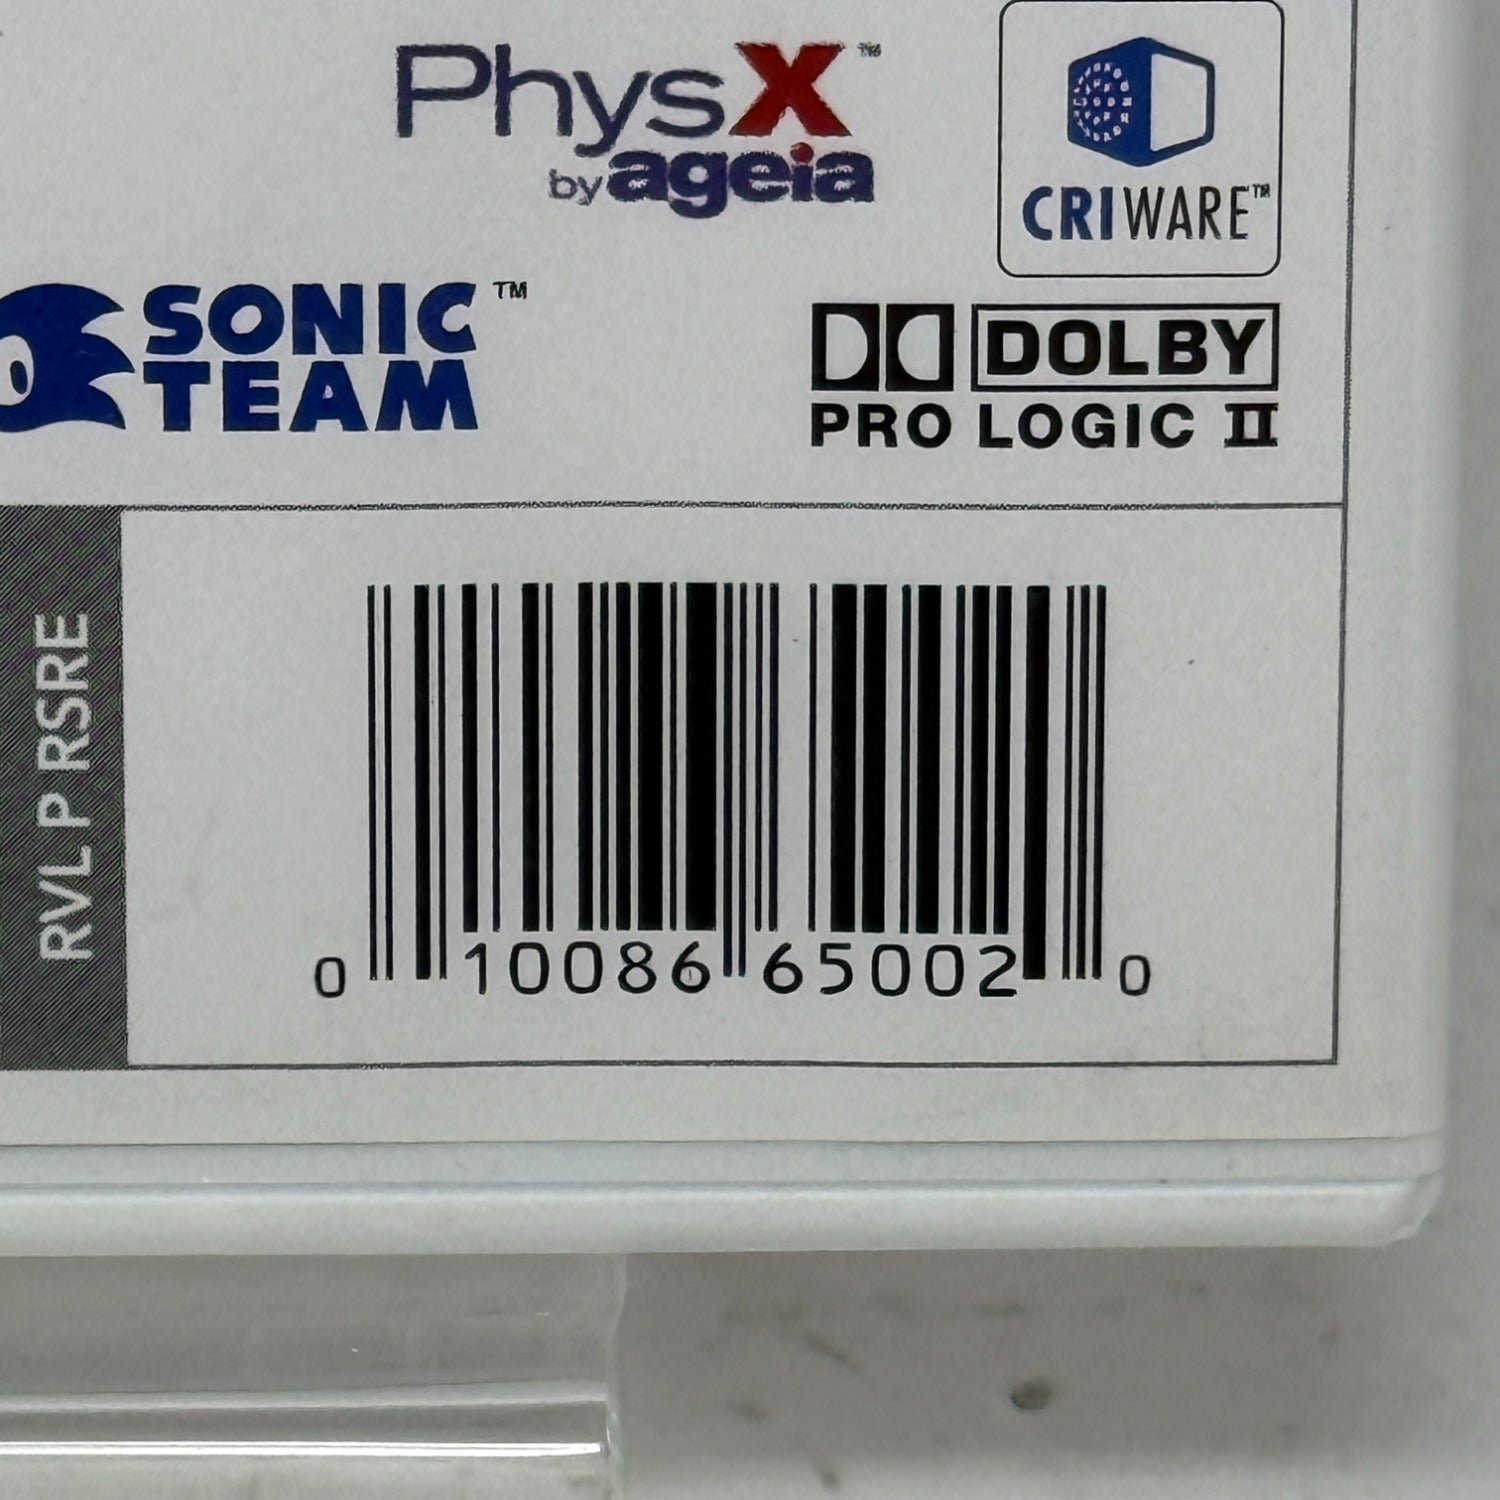 PhysX™
by ageia
CRIWARE™
SONIC™
TEAM
DOLBY
PRO LOGIC II
RVL P RSRE
0 10086 65002 0